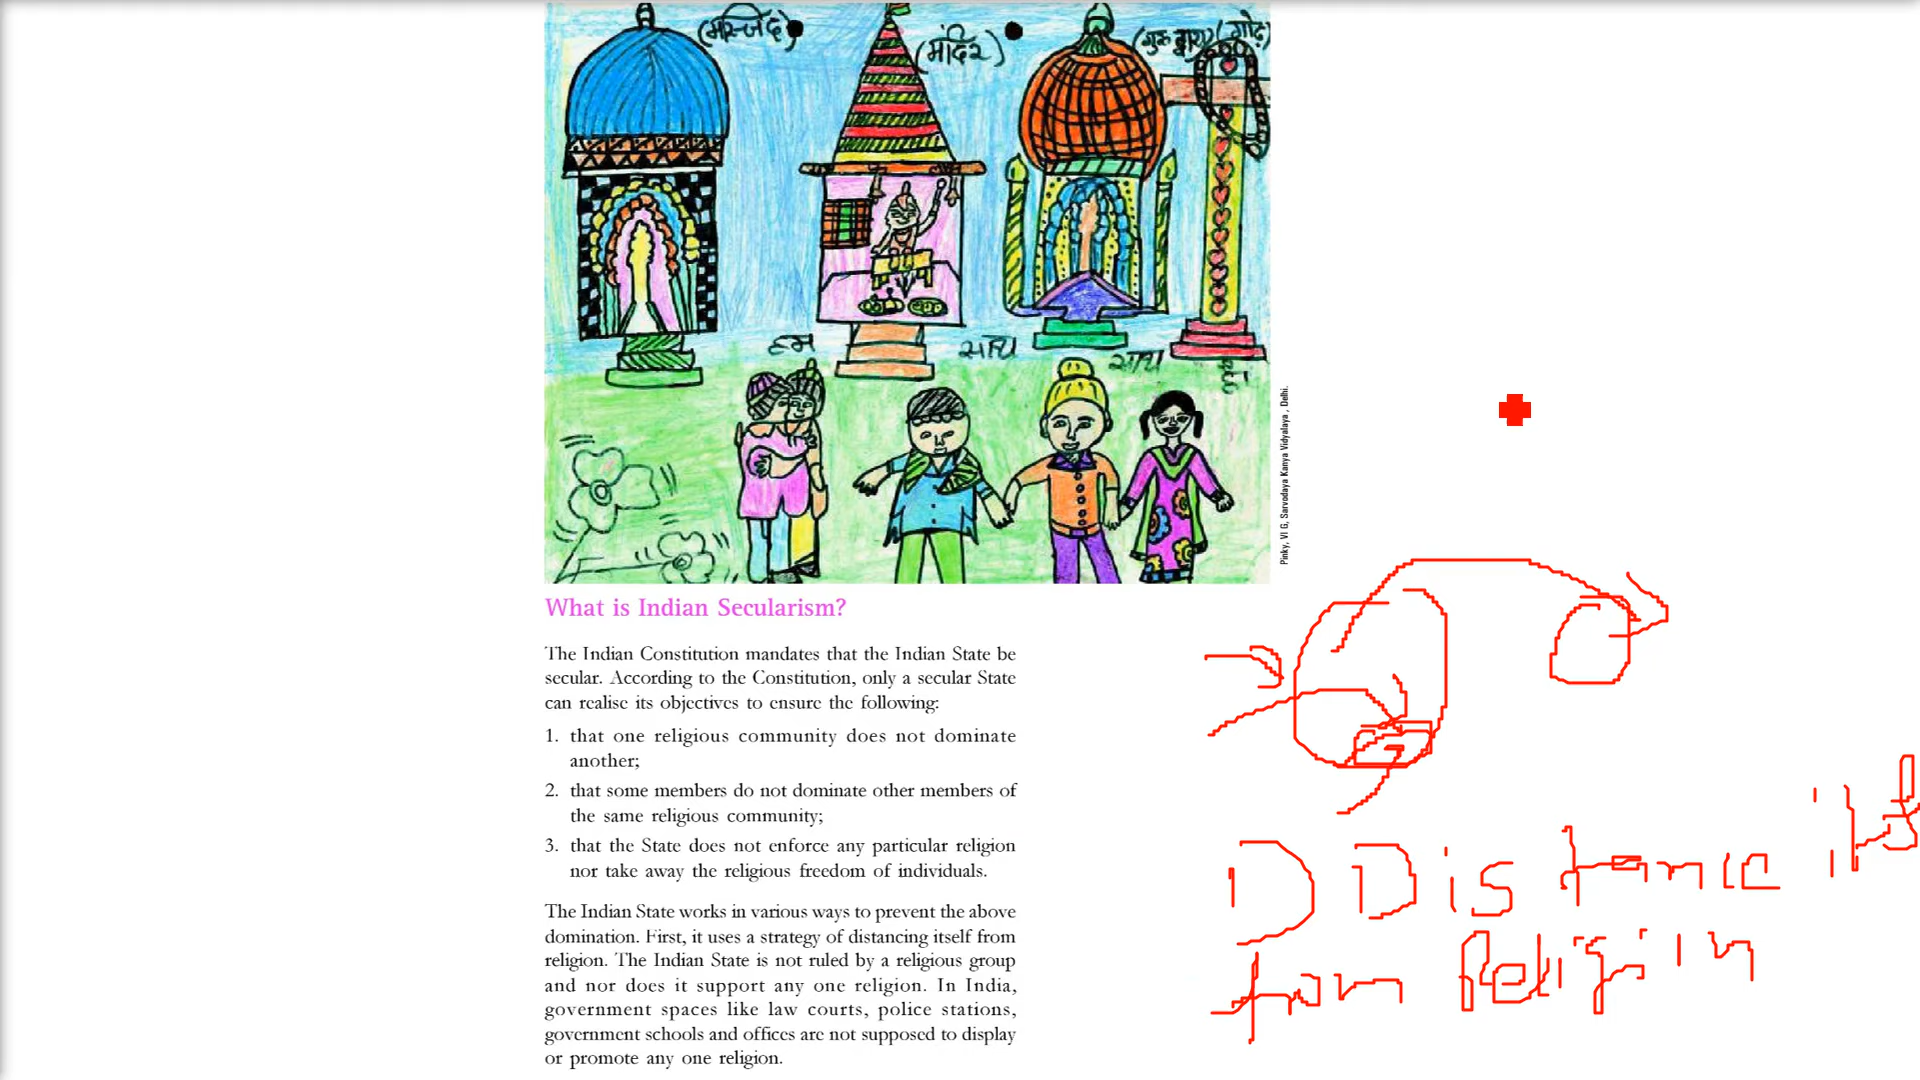 (मस्जिद)
(मंदिर)
(गुरुद्वारा)
हम
साथ
साथ
Pinky, VI G, Sarvodaya Kanya Vidyalaya, Delhi.
What is Indian Secularism?
The Indian Constitution mandates that the Indian State be
secular. According to the Constitution, only a secular State
can realise its objectives to ensure the following:
1. that one religious community does not dominate
another;
2. that some members do not dominate other members of
the same religious community;
3. that the State does not enforce any particular religion
nor take away the religious freedom of individuals.
The Indian State works in various ways to prevent the above
domination. First, it uses a strategy of distancing itself from
religion. The Indian State is not ruled by a religious group
and nor does it support any one religion. In India,
government spaces like law courts, police stations,
government schools and offices are not supposed to display
or promote any one religion.
D Distance
from Religion